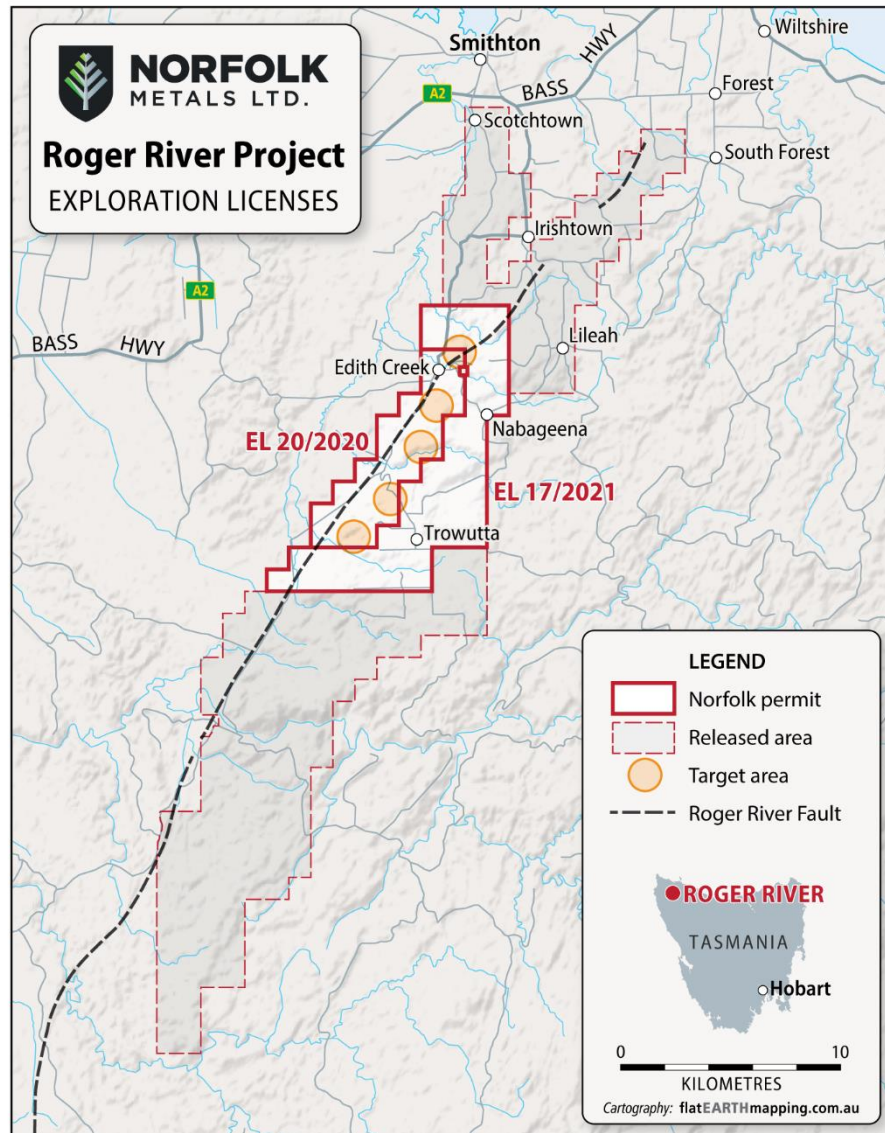 NORFOLK
METALS LTD.
Roger River Project
EXPLORATION LICENSES
Smithton
Wiltshire
BASS
HWY
A2
Forest
Scotchtown
South Forest
Irishtown
A2
BASS
HWY
Lileah
Edith Creek
Nabageena
EL 20/2020
EL 17/2021
Trowutta
LEGEND
Norfolk permit
Released area
Target area
Roger River Fault
ROGER RIVER
TASMANIA
Hobart
0 10
KILOMETRES
Cartography: flatEARTHmapping.com.au